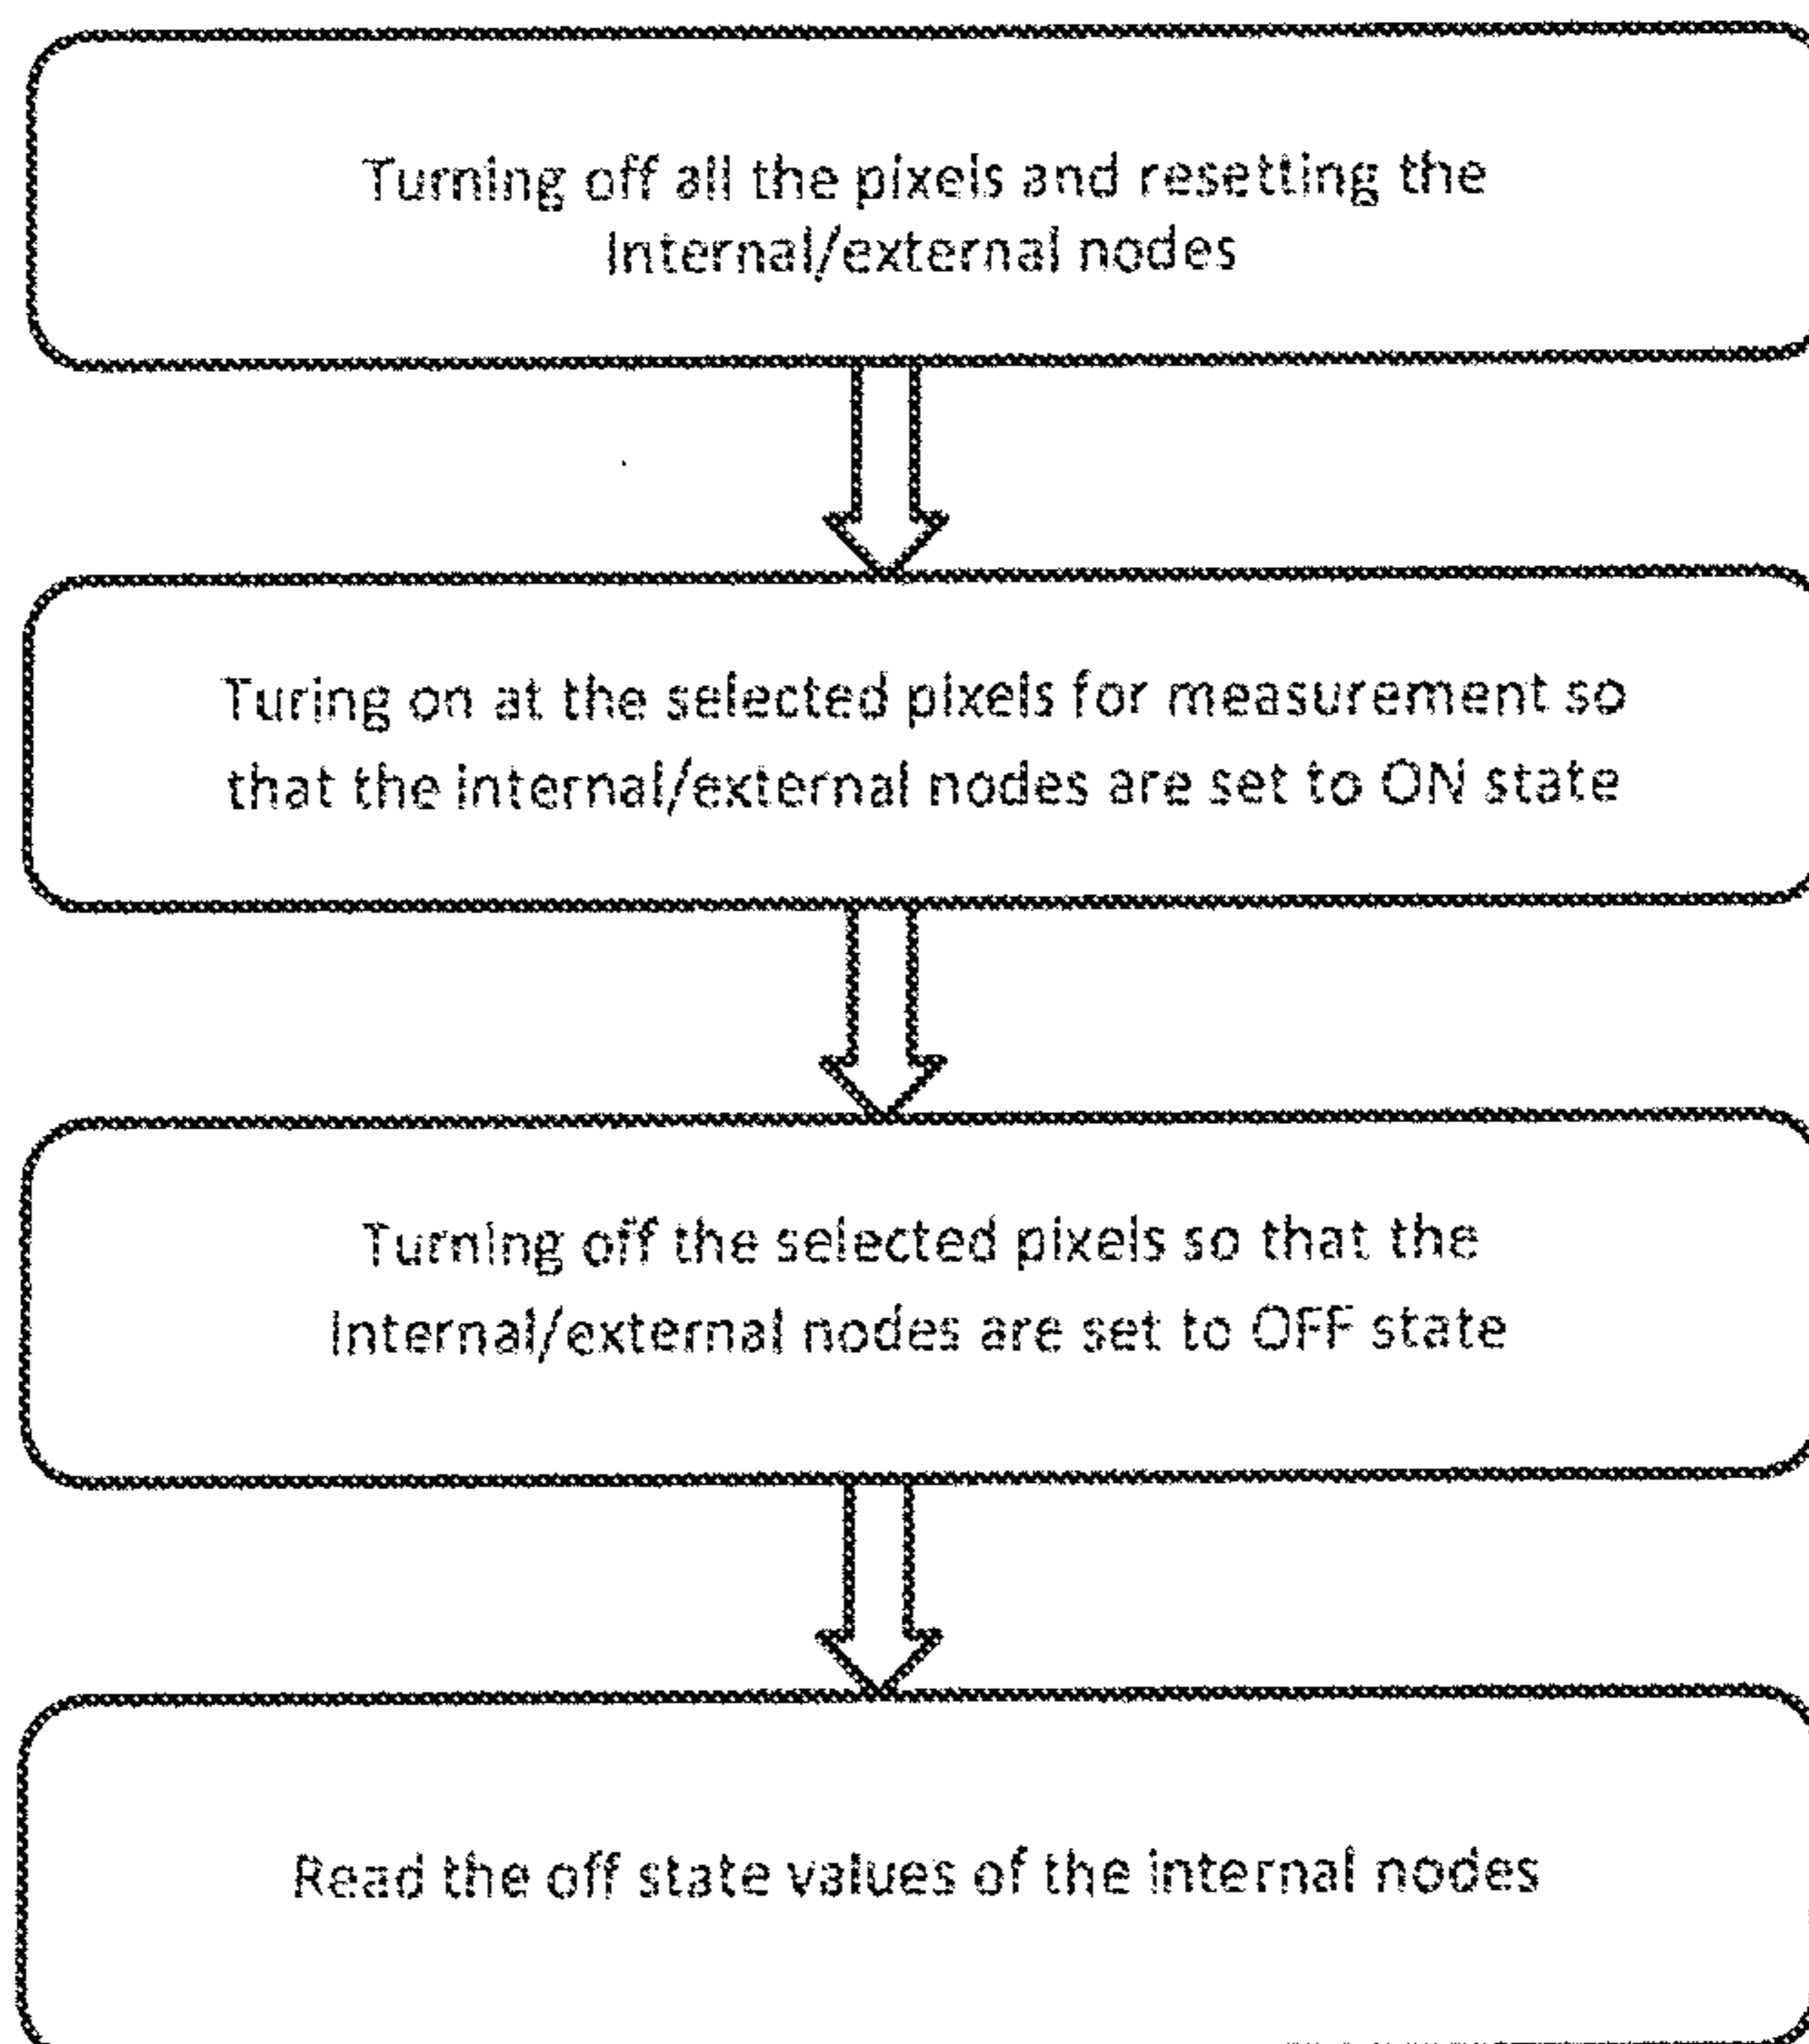 Turning off all the pixels and resetting the
Internal/external nodes
Turing on at the selected pixels for measurement so
that the internal/external nodes are set to ON state
Turning off the selected pixels so that the
Internal/external nodes are set to OFF state
Read the off state values of the internal nodes